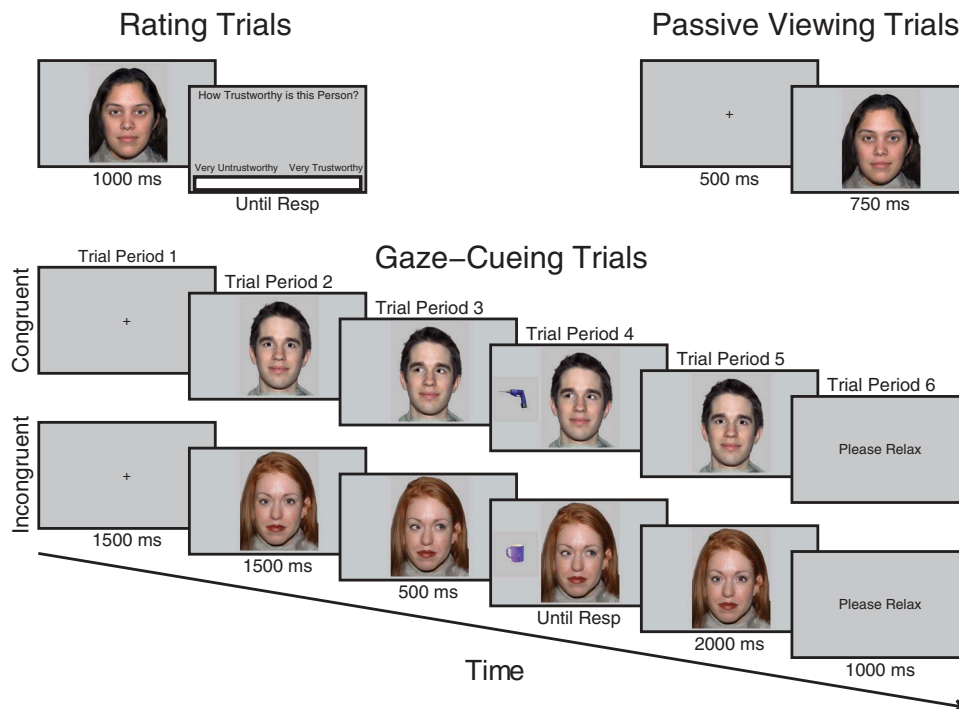 Rating Trials
Passive Viewing Trials
How Trustworthy is this Person?
Very Untrustworthy Very Trustworthy
1000 ms
Until Resp
+
500 ms
750 ms
Gaze–Cueing Trials
Congruent
Trial Period 1
Trial Period 2
Trial Period 3
Trial Period 4
Trial Period 5
Trial Period 6
+
Please Relax
Incongruent
+
Please Relax
1500 ms
1500 ms
500 ms
Until Resp
2000 ms
1000 ms
Time